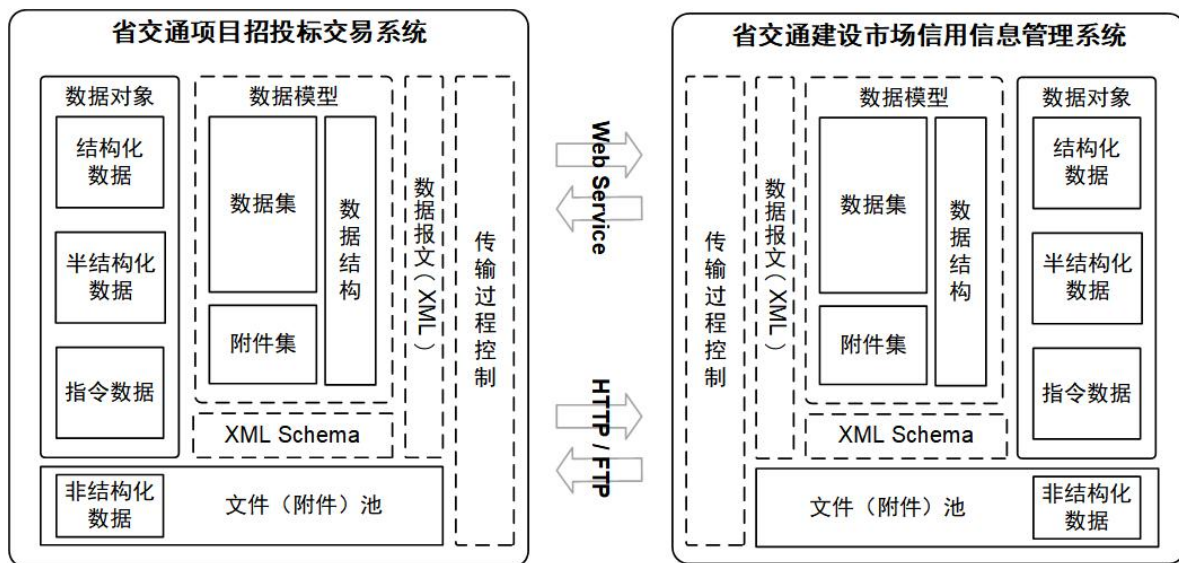 省交通项目招投标交易系统
数据对象
结构化
数据
半结构化
数据
指令数据
数据模型
数据集
数据结构
附件集
XML Schema
数据报文（XML）
传输过程控制
非结构化
数据
文件（附件）池
Web Service
HTTP / FTP
省交通建设市场信用信息管理系统
传输过程控制
数据报文（XML）
数据模型
数据集
数据结构
附件集
XML Schema
数据对象
结构化
数据
半结构化
数据
指令数据
文件（附件）池
非结构化
数据